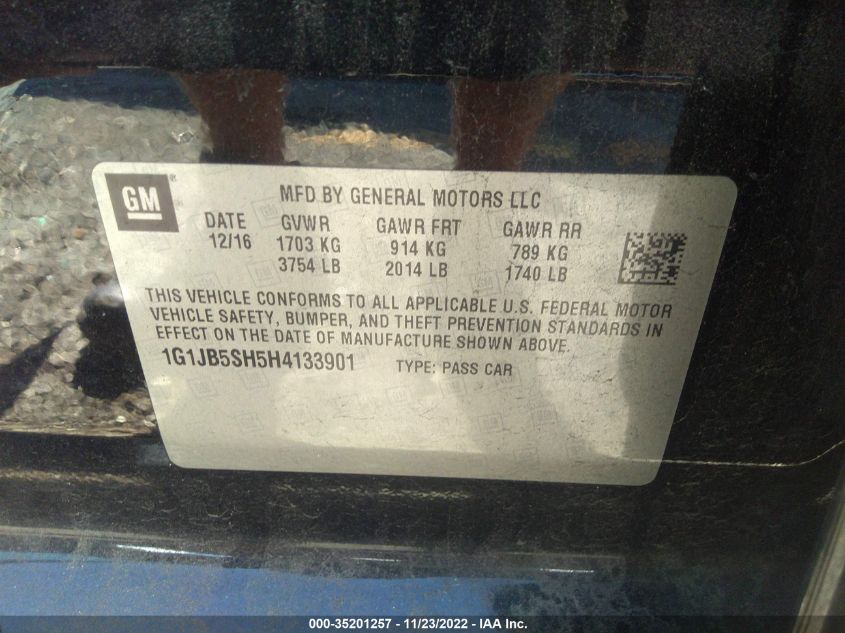 GM
MFD BY GENERAL MOTORS LLC
DATE GVWR GAWR FRT GAWR RR
12/16 1703 KG 914 KG 789 KG
3754 LB 2014 LB 1740 LB
THIS VEHICLE CONFORMS TO ALL APPLICABLE U.S. FEDERAL MOTOR
VEHICLE SAFETY, BUMPER, AND THEFT PREVENTION STANDARDS IN
EFFECT ON THE DATE OF MANUFACTURE SHOWN ABOVE.
1G1JB5SH5H4133901 TYPE: PASS CAR
000-35201257 - 11/23/2022 - IAA Inc.